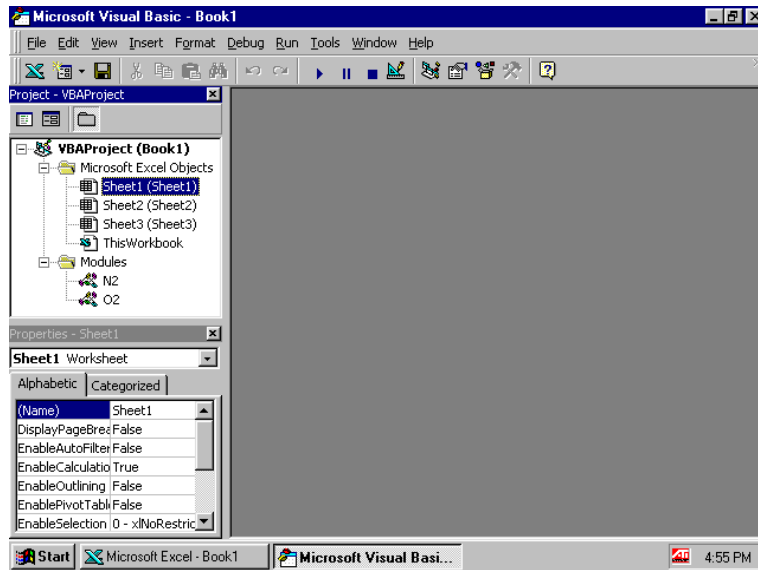 Microsoft Visual Basic - Book1
File Edit View Insert Format Debug Run Tools Window Help
Project - VBAProject
VBAProject (Book1)
Microsoft Excel Objects
Sheet1 (Sheet1)
Sheet2 (Sheet2)
Sheet3 (Sheet3)
ThisWorkbook
Modules
N2
O2
Properties - Sheet1
Sheet1 Worksheet
Alphabetic Categorized
(Name) Sheet1
DisplayPageBrea False
EnableAutoFilter False
EnableCalculatio True
EnableOutlining False
EnablePivotTabl False
EnableSelection 0 - xlNoRestric
Start Microsoft Excel - Book1 Microsoft Visual Basi... ATI 4:55 PM